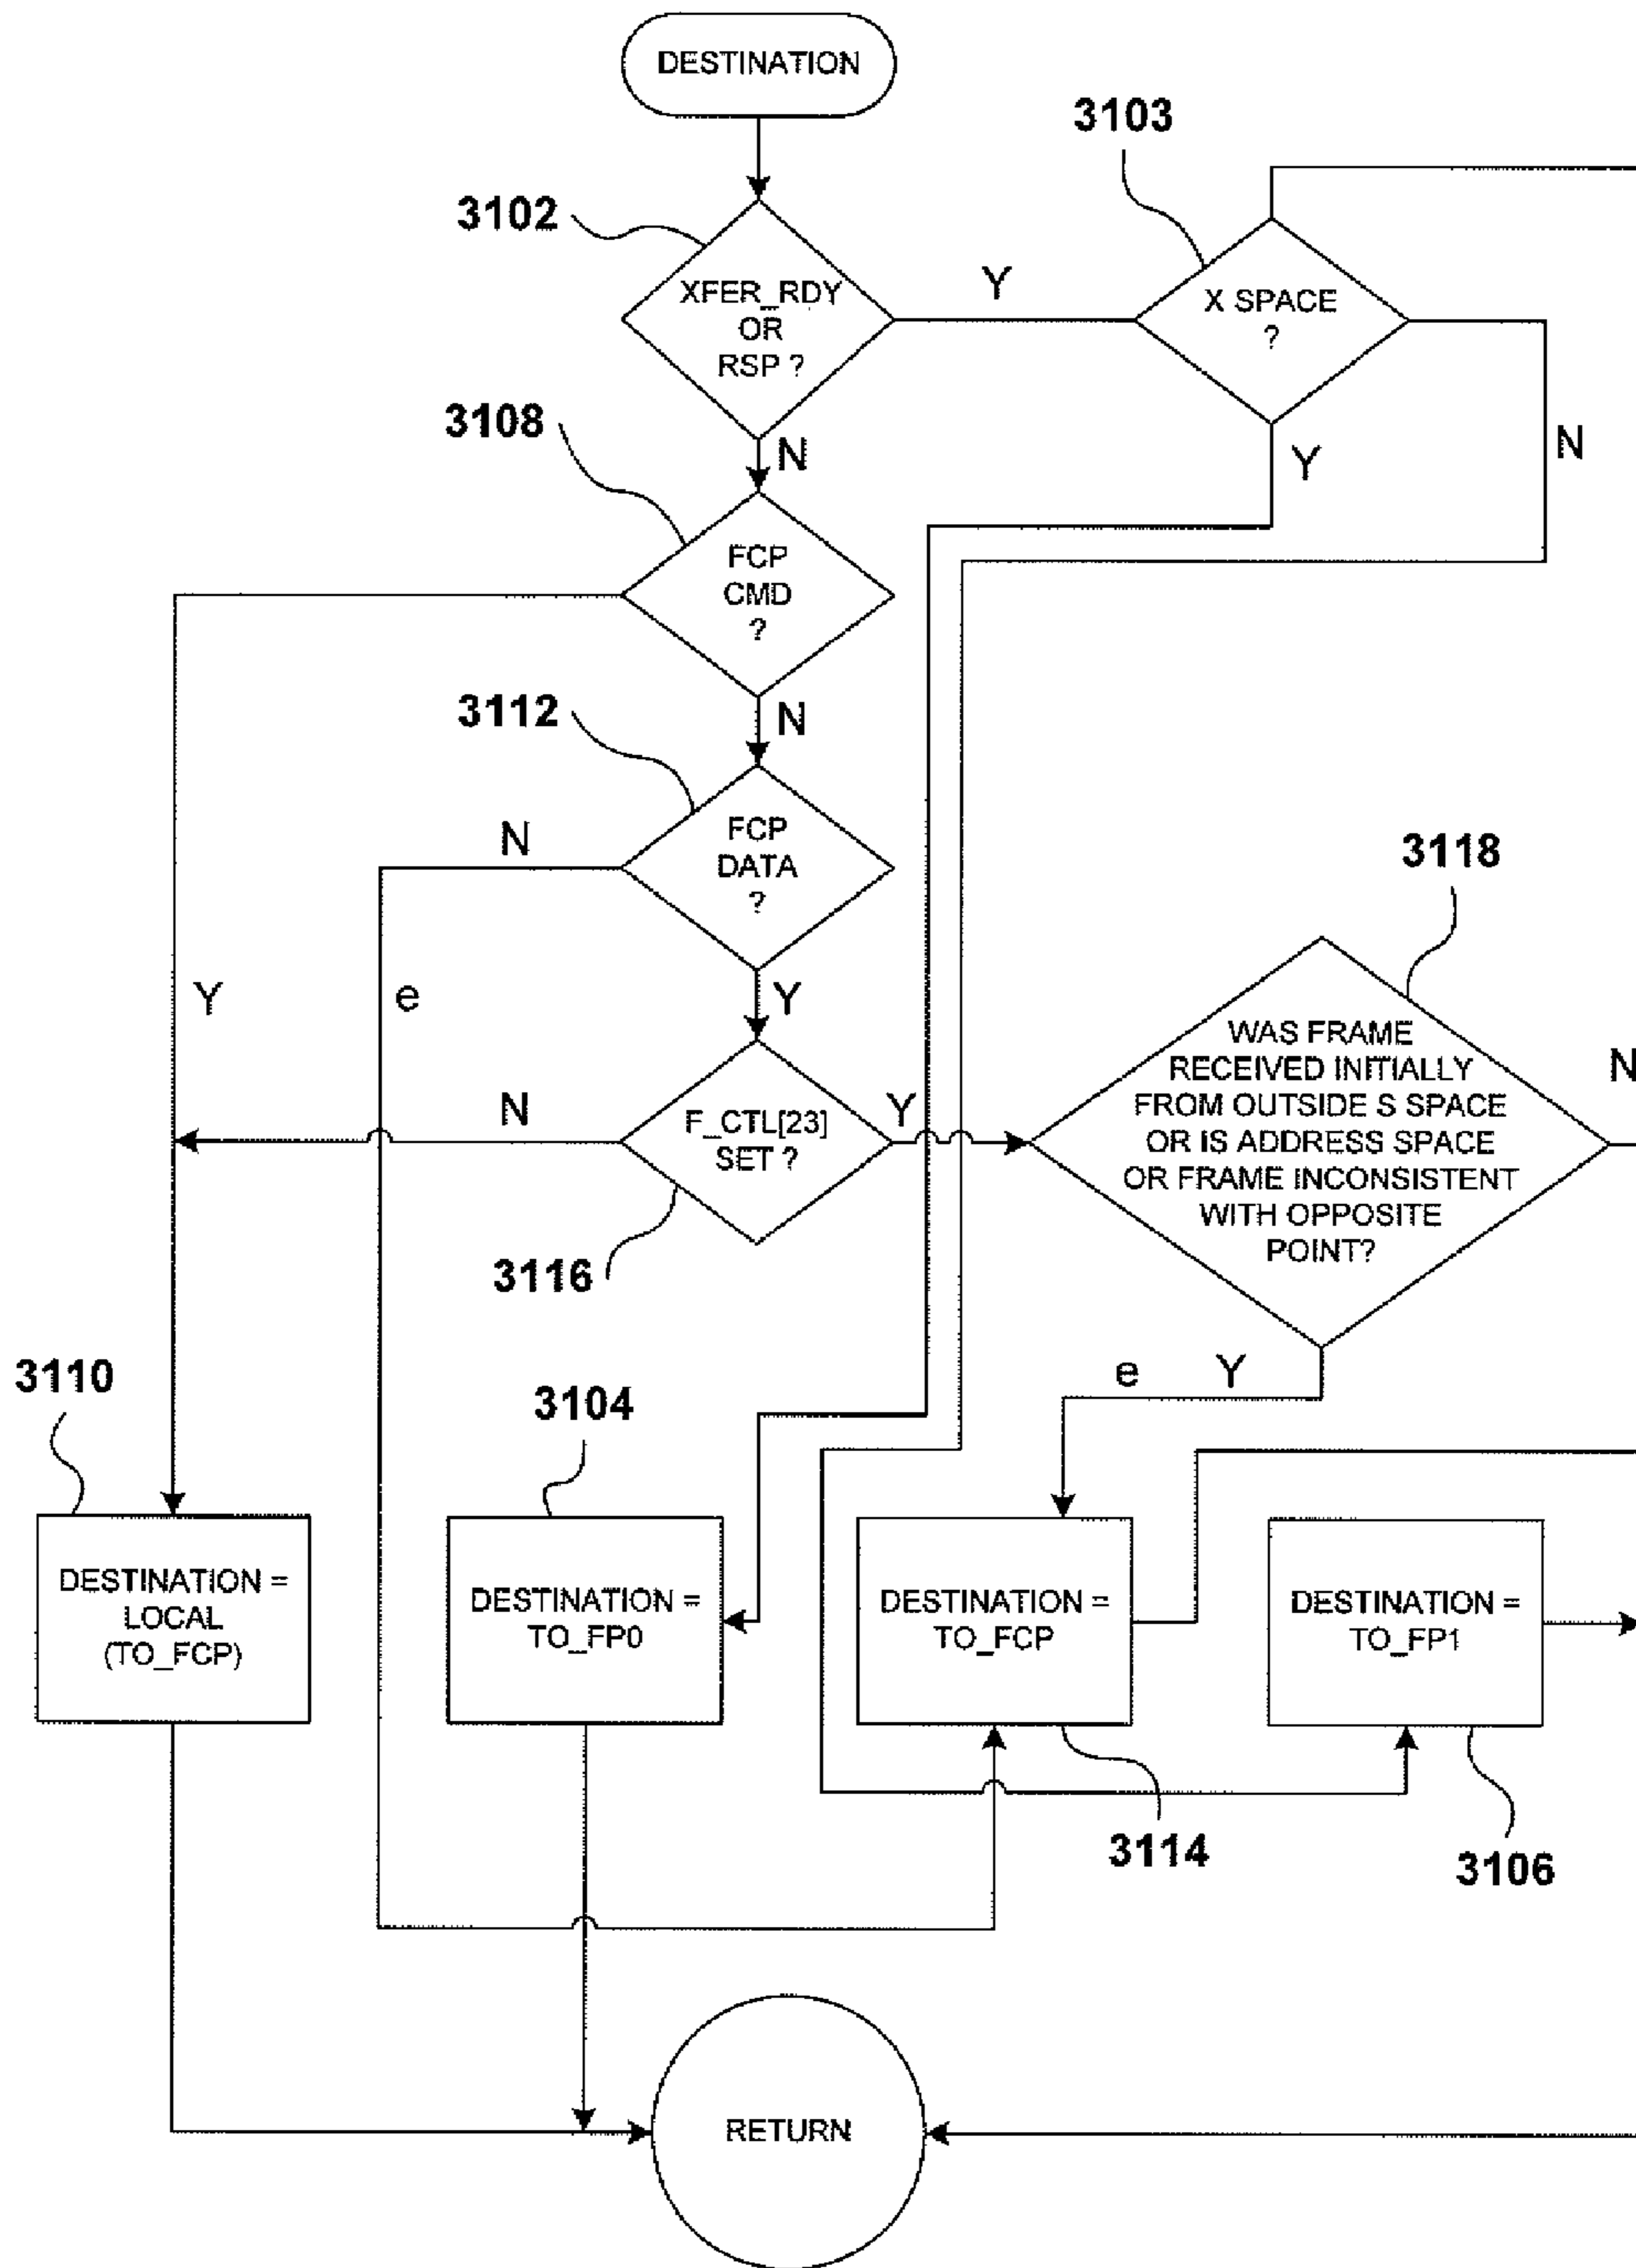 DESTINATION
3103
3102
XFER_RDY
OR
RSP ?
Y
X SPACE
?
3108
N
Y
N
FCP
CMD
?
3112
N
N
FCP
DATA
?
3118
Y
e
Y
WAS FRAME
RECEIVED INITIALLY
FROM OUTSIDE S SPACE
OR IS ADDRESS SPACE
OR FRAME INCONSISTENT
WITH OPPOSITE
POINT?
N
N
F_CTL[23]
SET ?
Y
3116
3110
3104
e
Y
DESTINATION =
LOCAL
(TO_FCP)
DESTINATION =
TO_FP0
DESTINATION =
TO_FCP
DESTINATION =
TO_FP1
3114
3106
RETURN